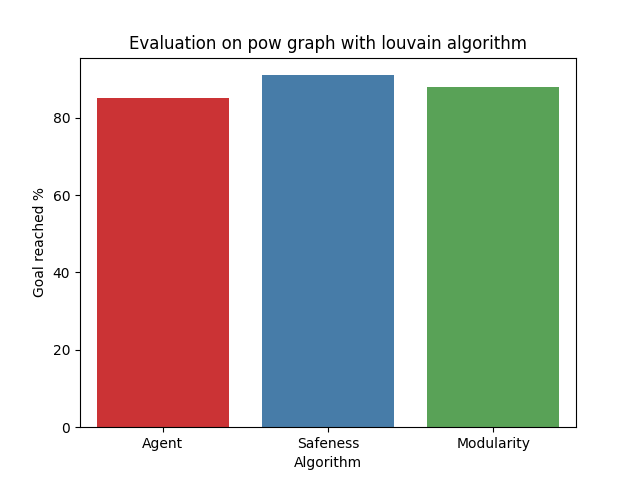 Evaluation on pow graph with louvain algorithm
Goal reached %
80
60
40
20
0
Agent Safeness Modularity
Algorithm